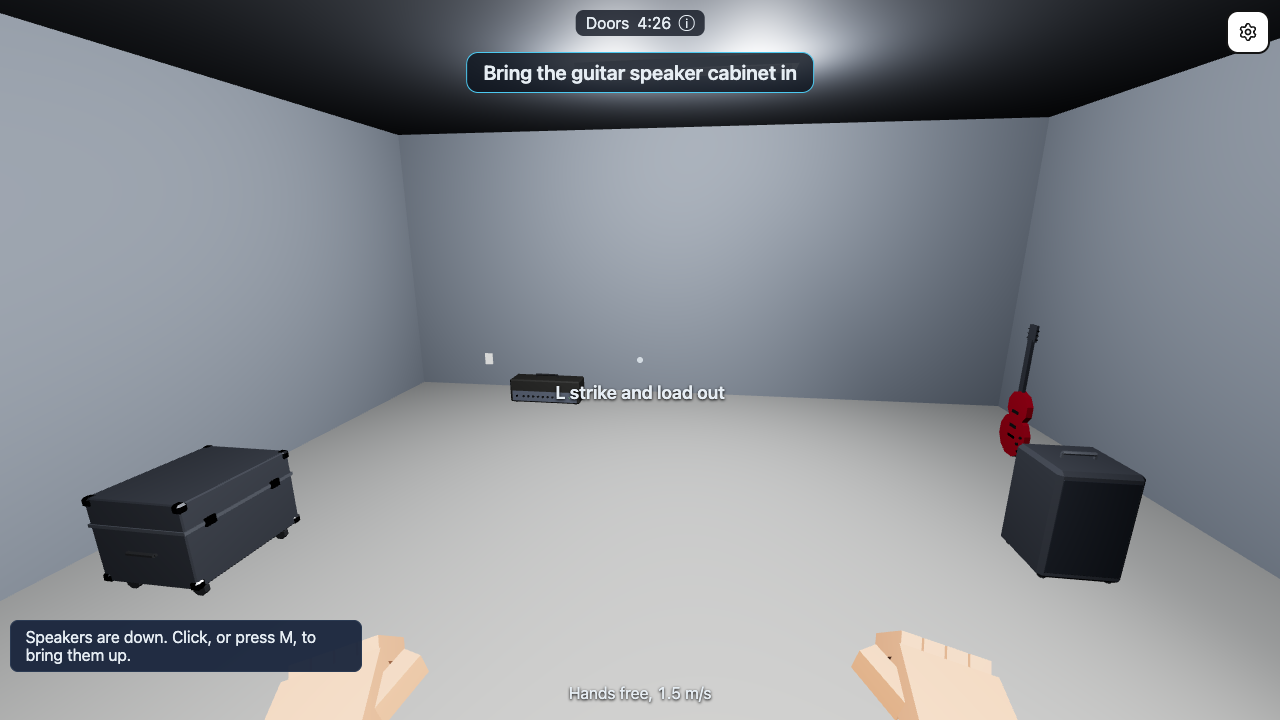 Doors 4:26 ⓘ
Bring the guitar speaker cabinet in
L strike and load out
Speakers are down. Click, or press M, to
bring them up.
Hands free, 1.5 m/s